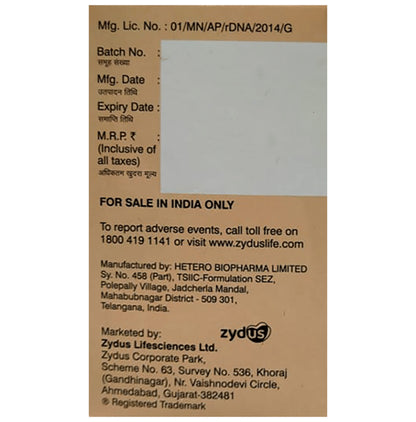 Mfg. Lic. No. : 01/MN/AP/rDNA/2014/G
Batch No. :
समूह संख्या
Mfg. Date :
उत्पादन तिथि
Expiry Date :
समाप्ति तिथि
M.R.P. ₹ :
(Inclusive of
all taxes)
अधिकतम खुदरा मूल्य
FOR SALE IN INDIA ONLY
To report adverse events, call toll free on
1800 419 1141 or visit www.zyduslife.com
Manufactured by: HETERO BIOPHARMA LIMITED
Sy. No. 458 (Part), TSIIC-Formulation SEZ,
Polepally Village, Jadcherla Mandal,
Mahabubnagar District - 509 301,
Telangana, India.
Marketed by:
zydus
Zydus Lifesciences Ltd.
Zydus Corporate Park,
Scheme No. 63, Survey No. 536, Khoraj
(Gandhinagar), Nr. Vaishnodevi Circle,
Ahmedabad, Gujarat-382481
® Registered Trademark